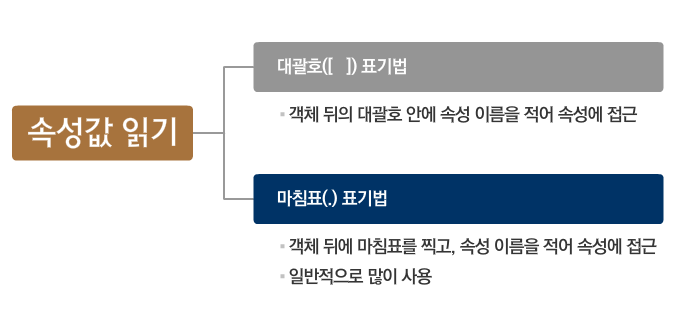 속성값 읽기
대괄호([ ]) 표기법
▪ 객체 뒤의 대괄호 안에 속성 이름을 적어 속성에 접근
마침표(.) 표기법
▪ 객체 뒤에 마침표를 찍고, 속성 이름을 적어 속성에 접근
▪ 일반적으로 많이 사용